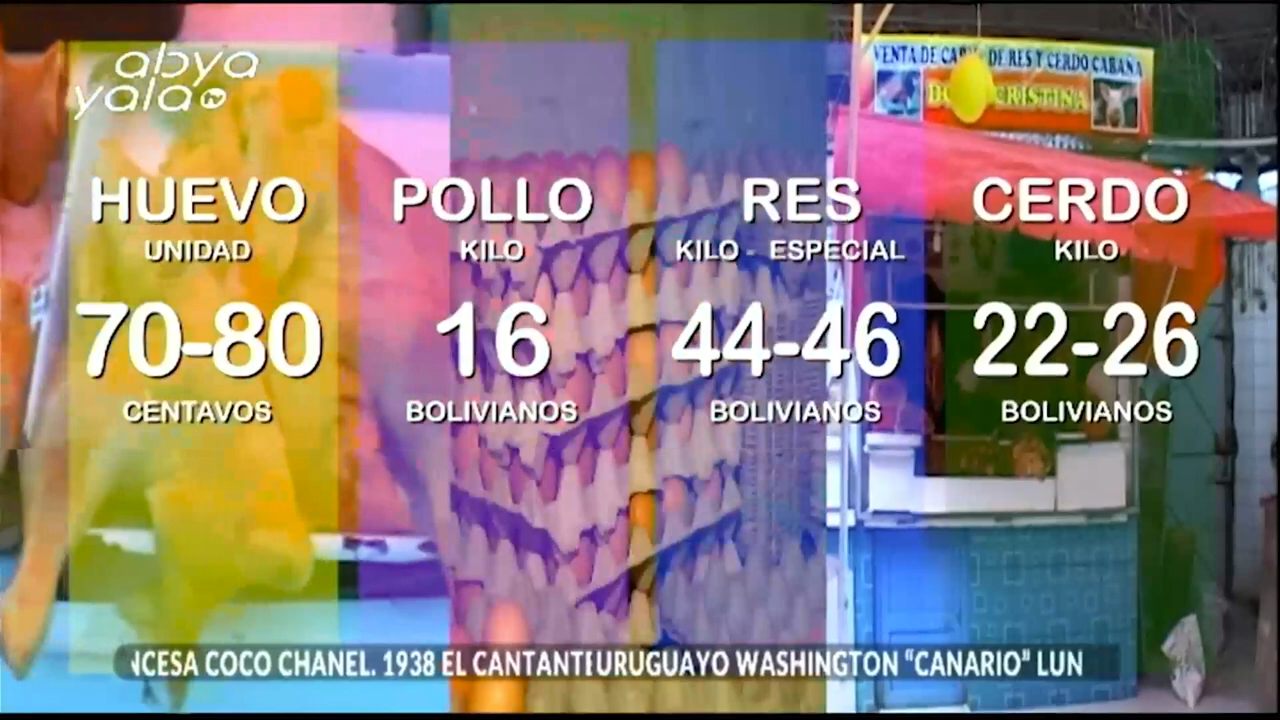 abya
yala tv
VENTA DE CARNE DE RES Y CERDO CABAÑA
CRISTINA
HUEVO
UNIDAD
70-80
CENTAVOS
POLLO
KILO
16
BOLIVIANOS
RES
KILO - ESPECIAL
44-46
BOLIVIANOS
CERDO
KILO
22-26
BOLIVIANOS
NCESA COCO CHANEL. 1938 EL CANTANTE URUGUAYO WASHINGTON "CANARIO" LUN